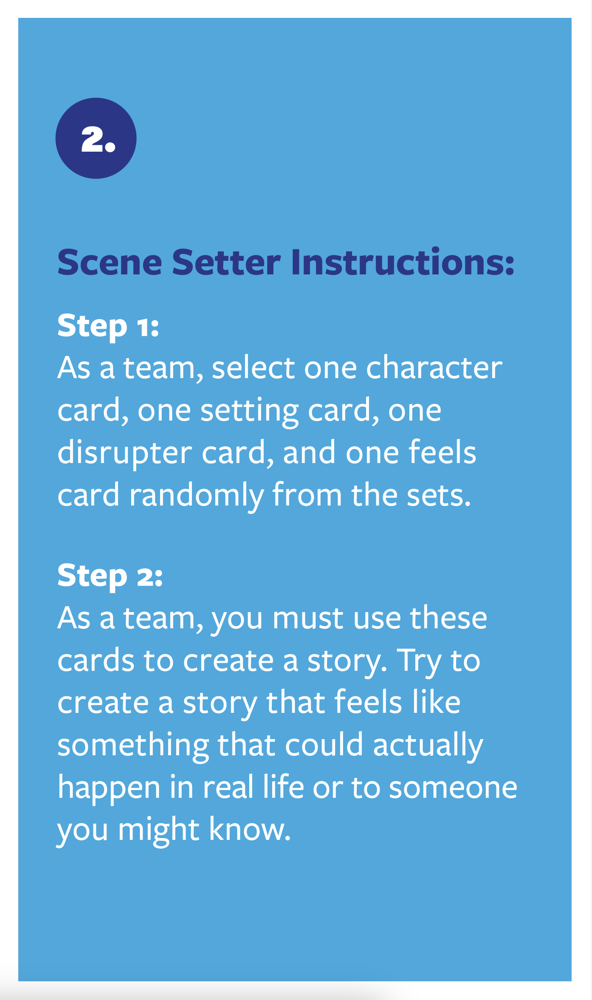 2.
Scene Setter Instructions:
Step 1:
As a team, select one character
card, one setting card, one
disrupter card, and one feels
card randomly from the sets.
Step 2:
As a team, you must use these
cards to create a story. Try to
create a story that feels like
something that could actually
happen in real life or to someone
you might know.